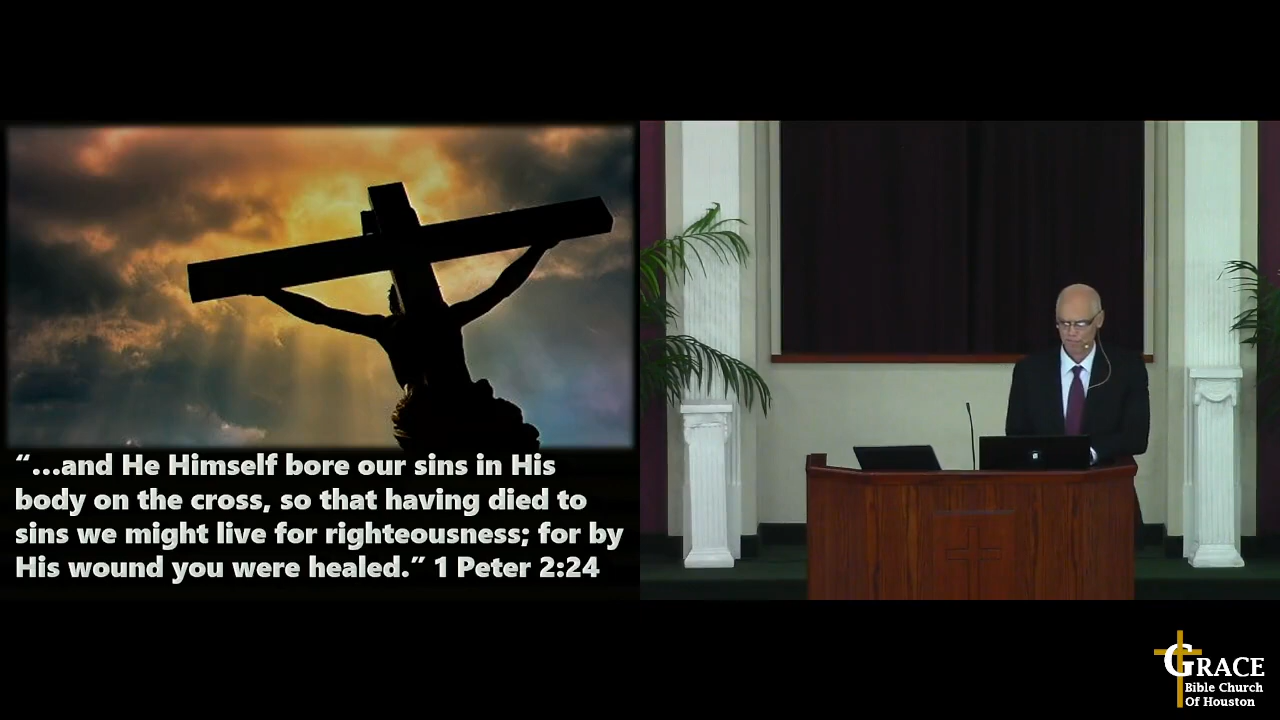 “...and He Himself bore our sins in His
body on the cross, so that having died to
sins we might live for righteousness; for by
His wound you were healed.” 1 Peter 2:24
GRACE
Bible Church
Of Houston